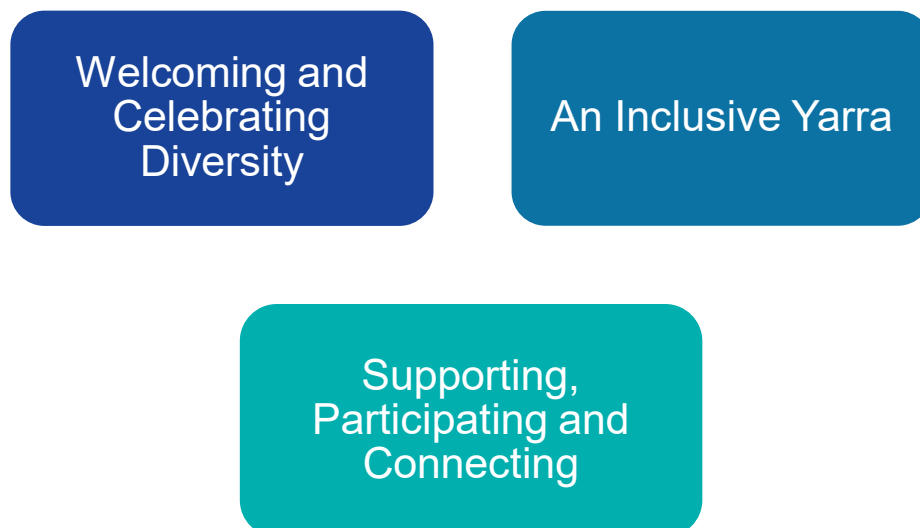 Welcoming and
Celebrating
Diversity
An Inclusive Yarra
Supporting,
Participating and
Connecting